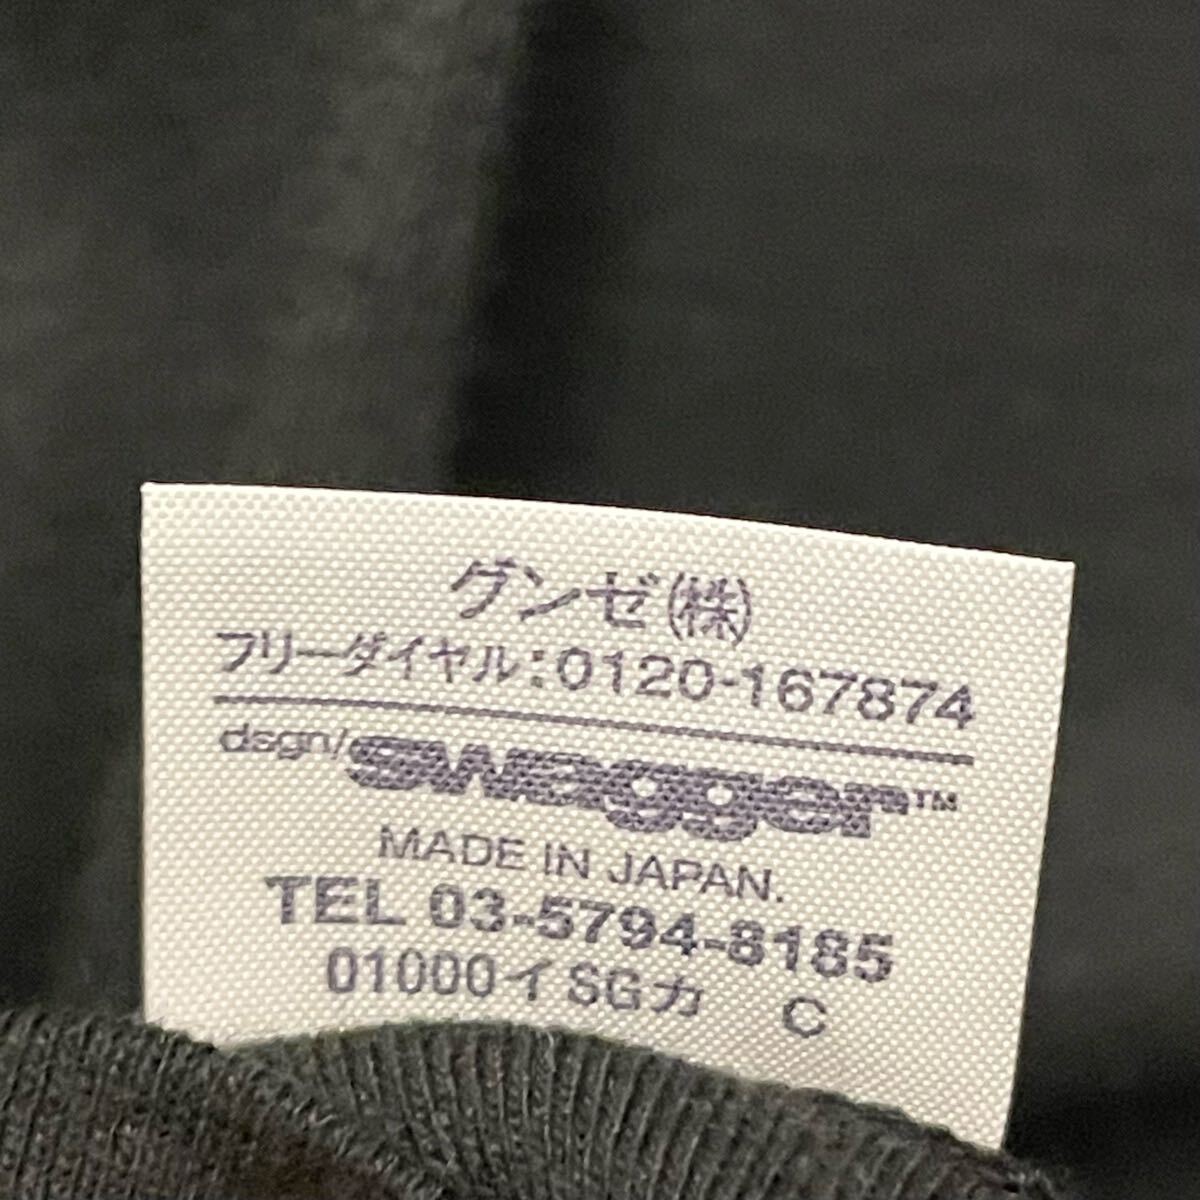 グンゼ(株)
フリーダイヤル:0120-167874
dsgn/swagger™
MADE IN JAPAN.
TEL 03-5794-8185
01000イSGカ C